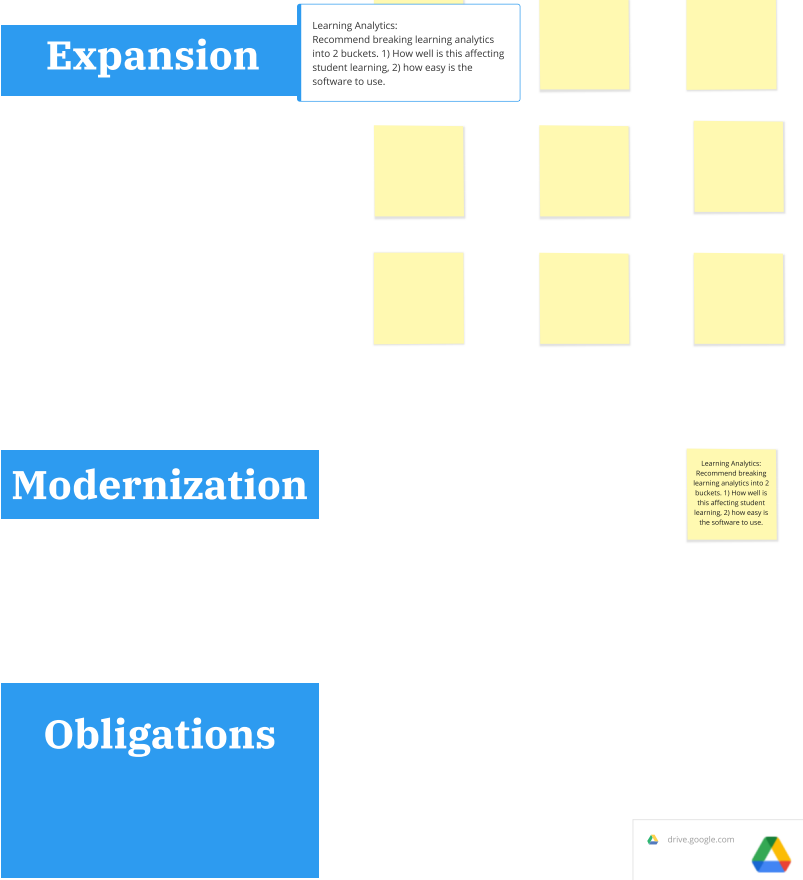 Expansion
Learning Analytics:
Recommend breaking learning analytics
into 2 buckets. 1) How well is this affecting
student learning, 2) how easy is the
software to use.
Modernization
Learning Analytics:
Recommend breaking
learning analytics into 2
buckets. 1) How well is
this affecting student
learning, 2) how easy is
the software to use.
Obligations
drive.google.com